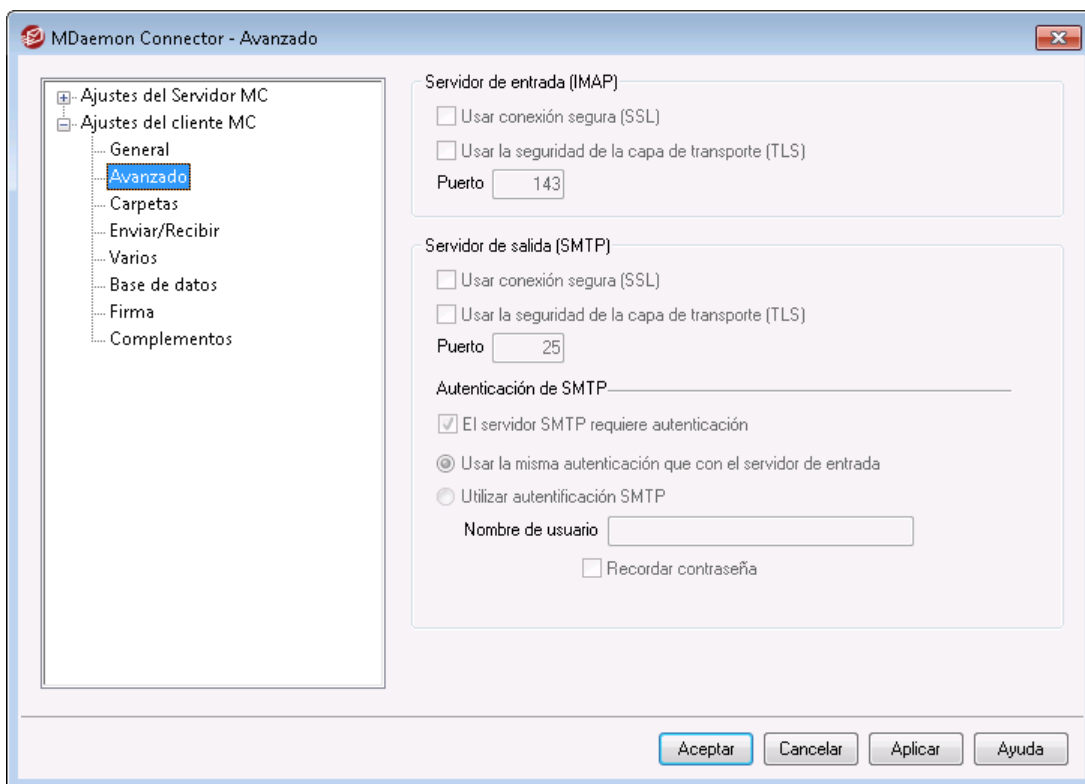 MDaemon Connector - Avanzado
Ajustes del Servidor MC
Ajustes del cliente MC
General
Avanzado
Carpetas
Enviar/Recibir
Varios
Base de datos
Firma
Complementos
Servidor de entrada (IMAP)
Usar conexión segura (SSL)
Usar la seguridad de la capa de transporte (TLS)
Puerto 143
Servidor de salida (SMTP)
Usar conexión segura (SSL)
Usar la seguridad de la capa de transporte (TLS)
Puerto 25
Autenticación de SMTP
El servidor SMTP requiere autenticación
Usar la misma autenticación que con el servidor de entrada
Utilizar autentificación SMTP
Nombre de usuario
Recordar contraseña
Aceptar Cancelar Aplicar Ayuda